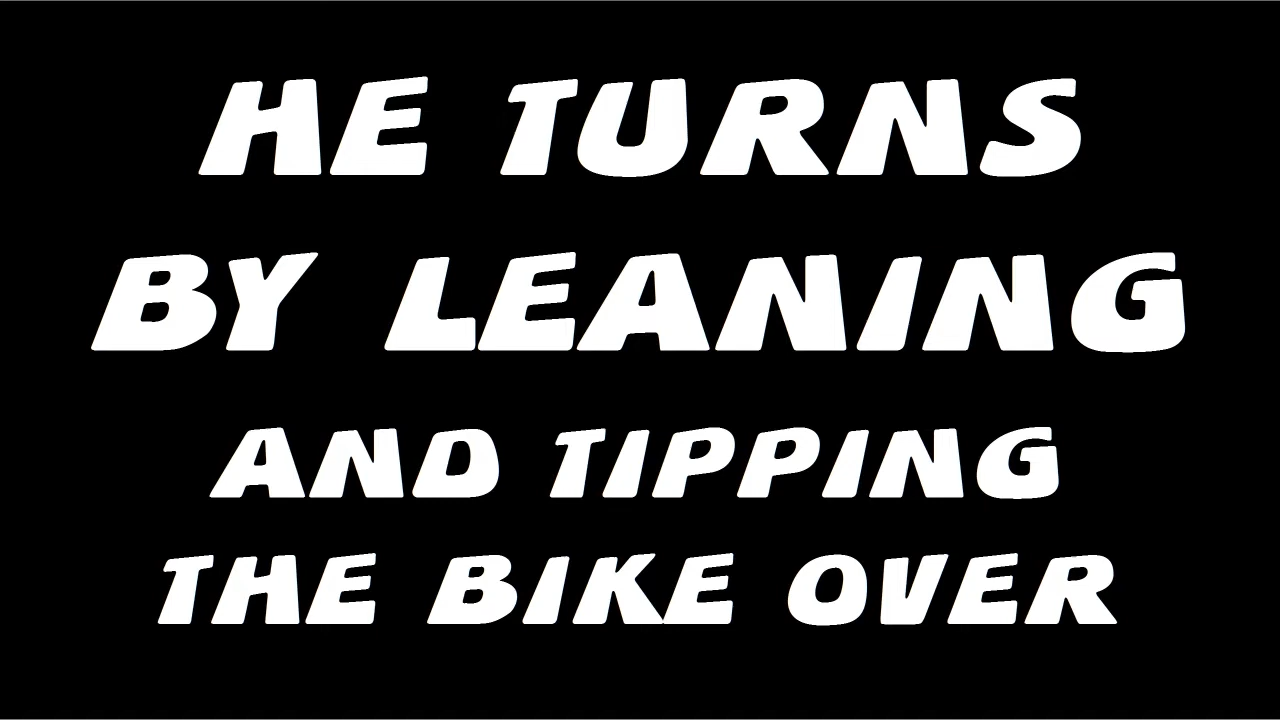 HE TURNS
BY LEANING
AND TIPPING
THE BIKE OVER